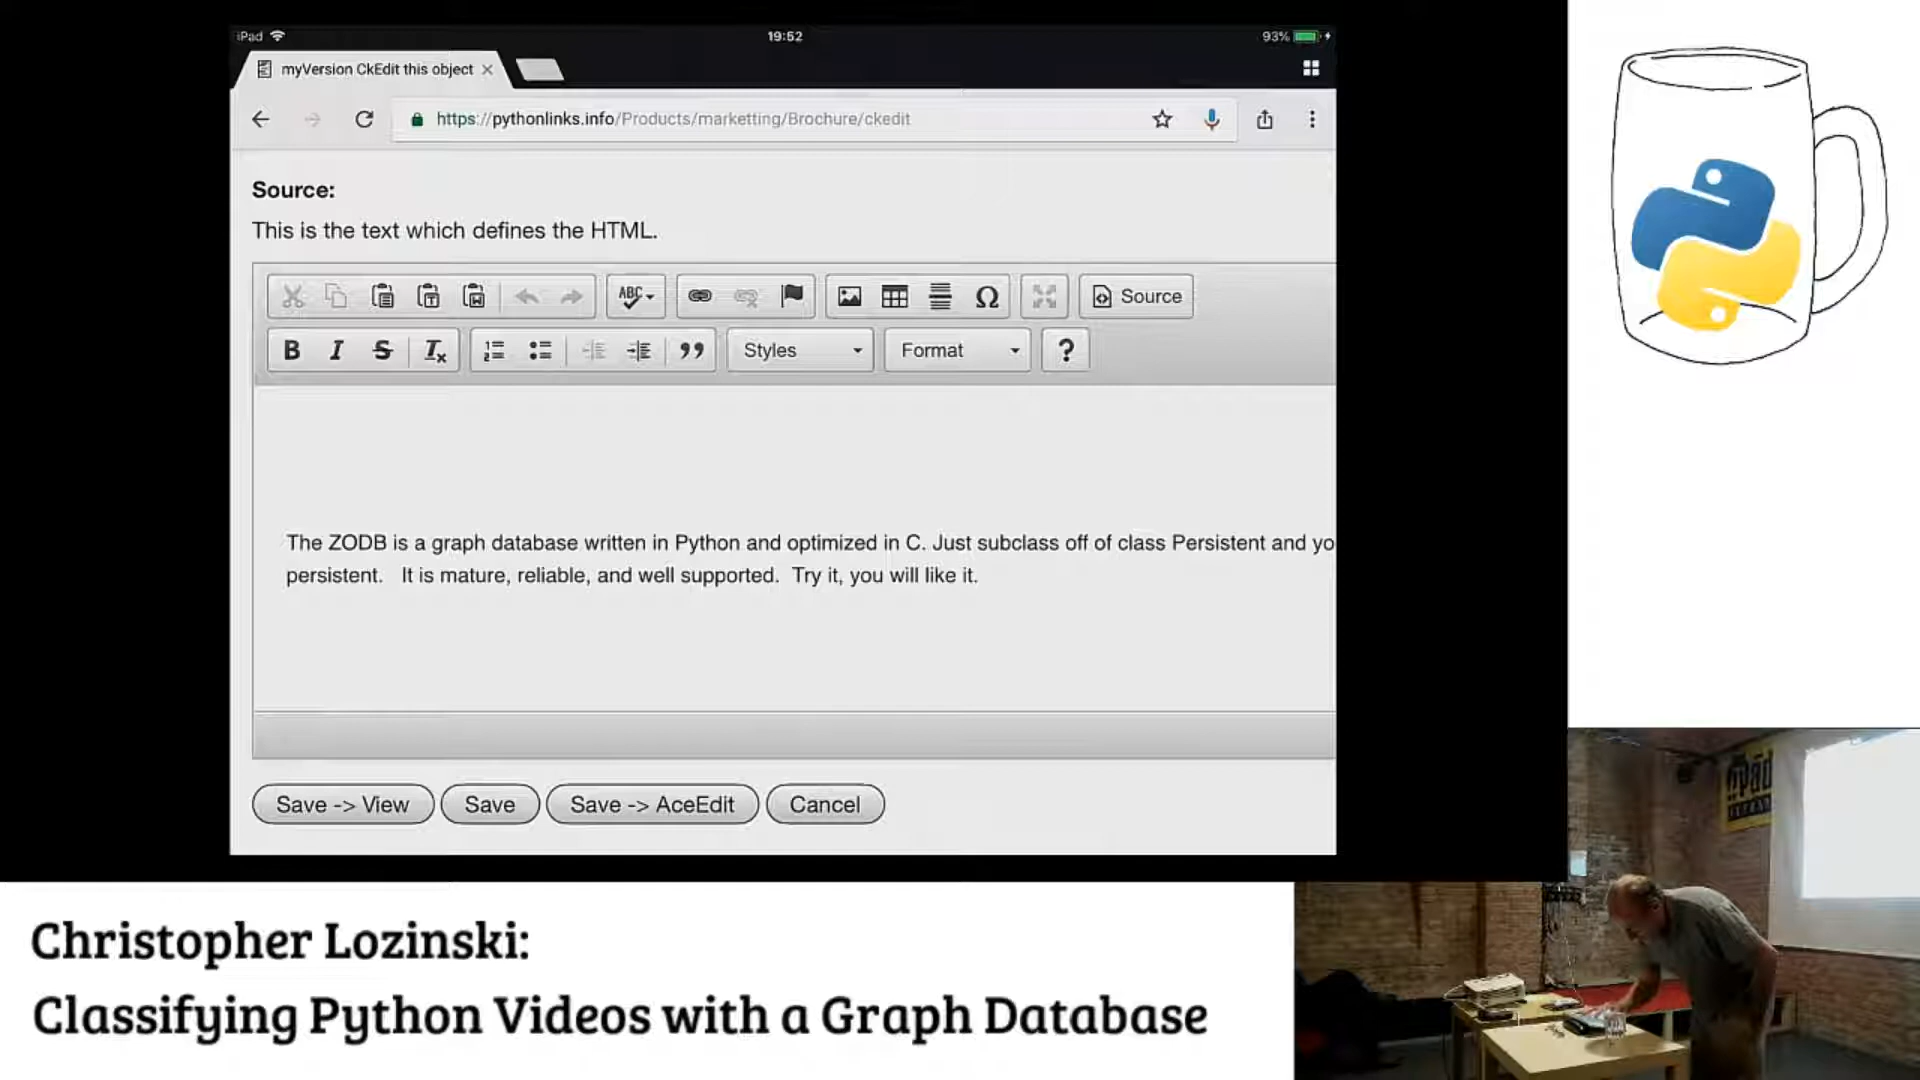 iPad
19:52
93%
myVersion CkEdit this object
https://pythonlinks.info/Products/marketting/Brochure/ckedit
Source:
This is the text which defines the HTML.
ABC
Ω
Source
B I S Tx
Styles
Format
?
The ZODB is a graph database written in Python and optimized in C. Just subclass off of class Persistent and yo
persistent. It is mature, reliable, and well supported. Try it, you will like it.
Save -> View
Save
Save -> AceEdit
Cancel
Christopher Lozinski:
Classifying Python Videos with a Graph Database